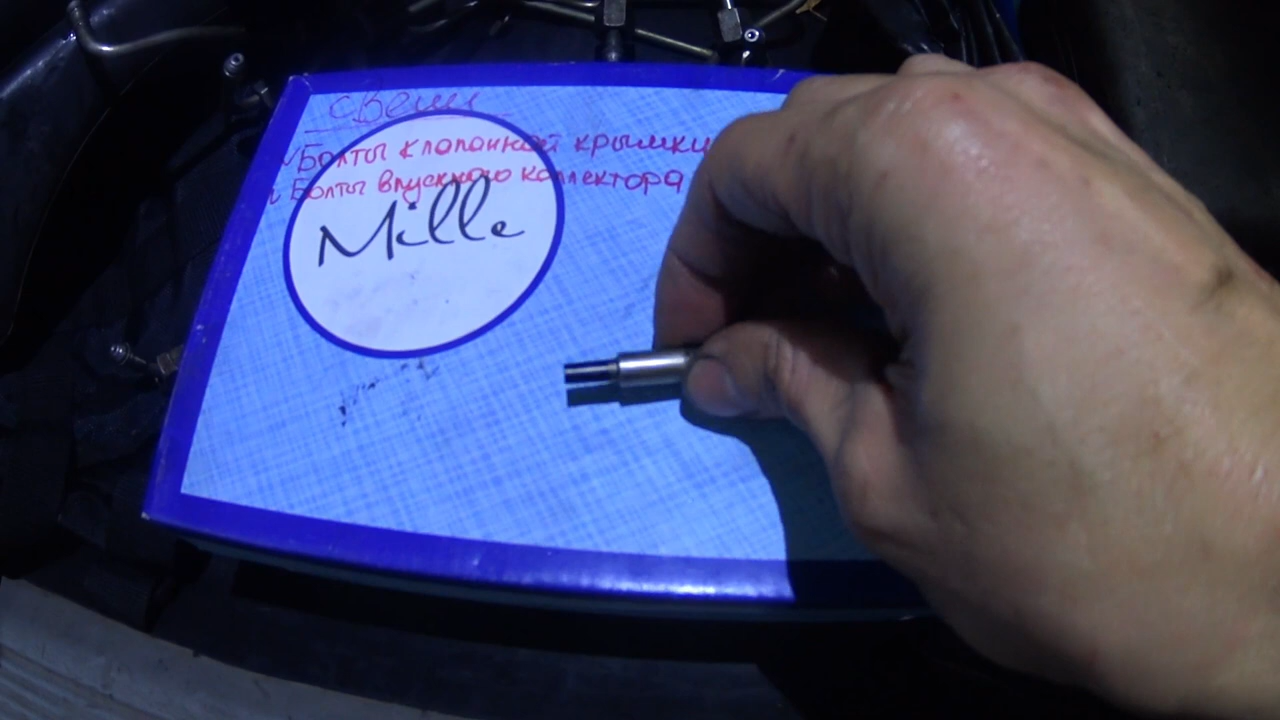 свечи
Болты клапанной крышки
Болты впускного коллектора
Mille